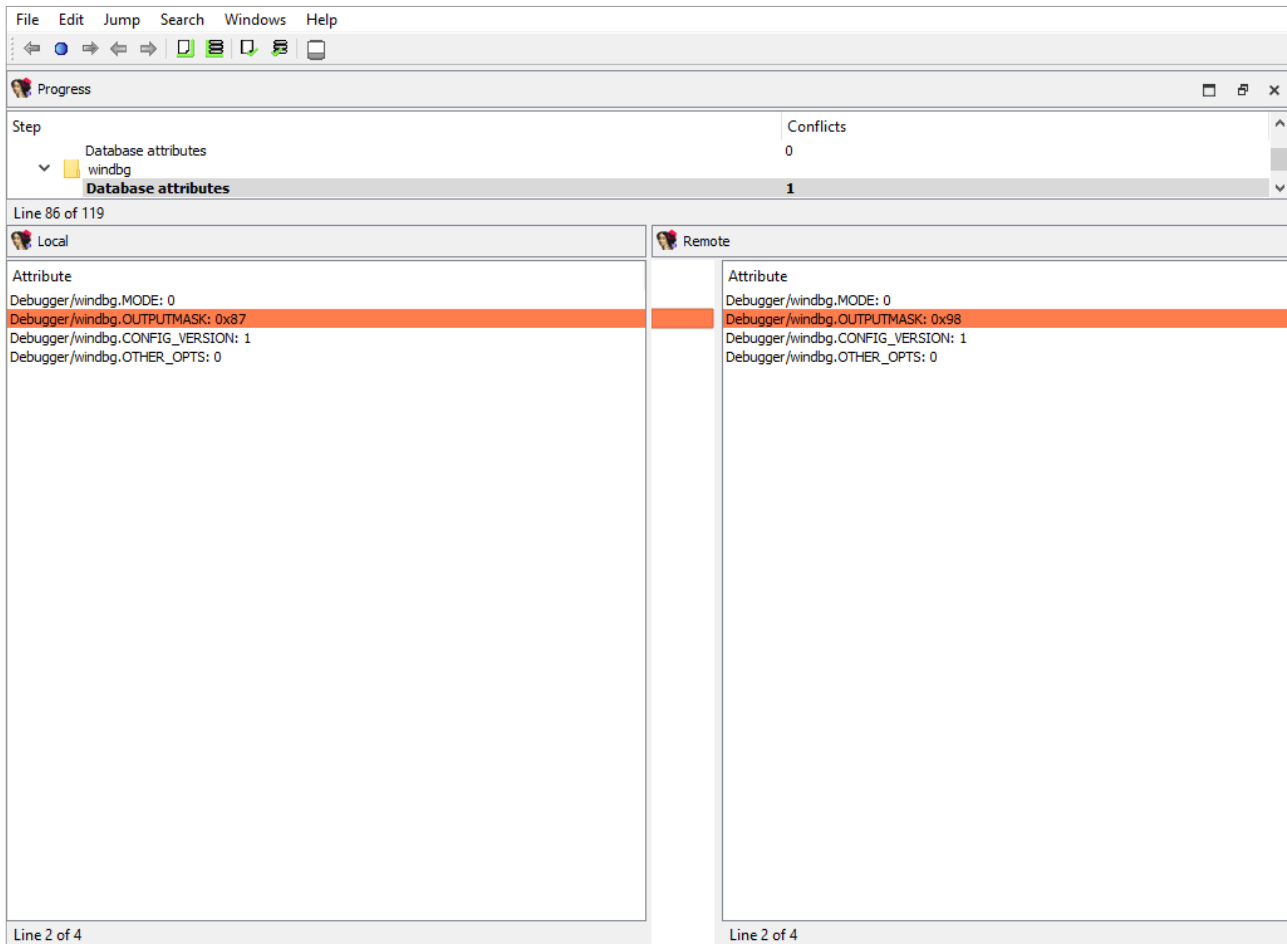 File Edit Jump Search Windows Help
Progress
Step Conflicts
Database attributes 0
windbg
Database attributes 1
Line 86 of 119
Local
Remote
Attribute
Debugger/windbg.MODE: 0
Debugger/windbg.OUTPUTMASK: 0x87
Debugger/windbg.CONFIG_VERSION: 1
Debugger/windbg.OTHER_OPTS: 0
Line 2 of 4
Attribute
Debugger/windbg.MODE: 0
Debugger/windbg.OUTPUTMASK: 0x98
Debugger/windbg.CONFIG_VERSION: 1
Debugger/windbg.OTHER_OPTS: 0
Line 2 of 4